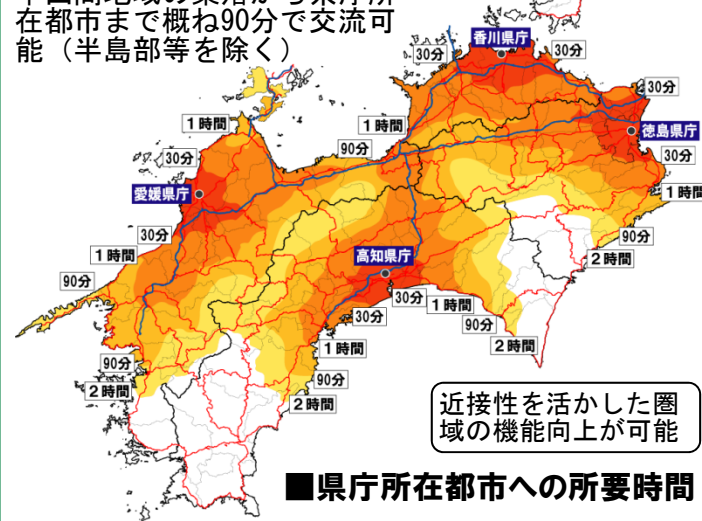 在都市まで概ね90分で交流可
能（半島部等を除く）
香川県庁
30分
30分
30分
1時間
1時間
90分
徳島県庁
30分
30分
愛媛県庁
1時間
30分
高知県庁
90分
1時間
2時間
90分
30分
1時間
30分
90分
1時間
2時間
90分
90分
2時間
2時間
近接性を活かした圏
域の機能向上が可能
■県庁所在都市への所要時間